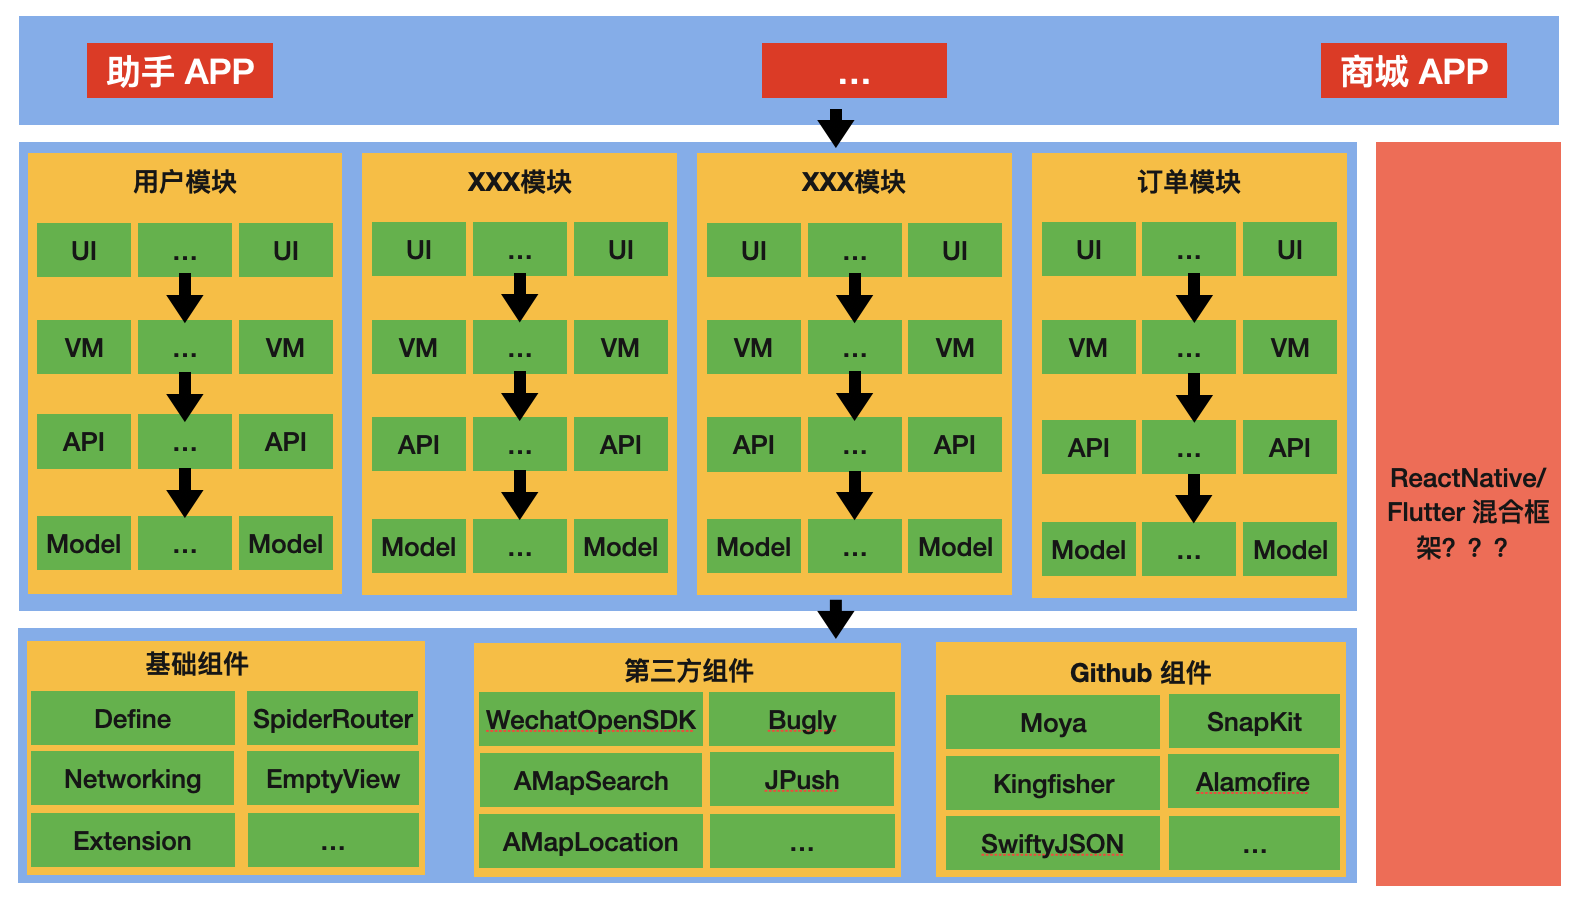 助手 APP
...
商城 APP
用户模块
UI ... UI
VM ... VM
API ... API
Model ... Model
XXX模块
UI ... UI
VM ... VM
API ... API
Model ... Model
XXX模块
UI ... UI
VM ... VM
API ... API
Model ... Model
订单模块
UI ... UI
VM ... VM
API ... API
Model ... Model
ReactNative/
Flutter 混合框
架？？？
基础组件
Define SpiderRouter
Networking EmptyView
Extension ...
第三方组件
WechatOpenSDK Bugly
AMapSearch JPush
AMapLocation ...
Github 组件
Moya SnapKit
Kingfisher Alamofire
SwiftyJSON ...